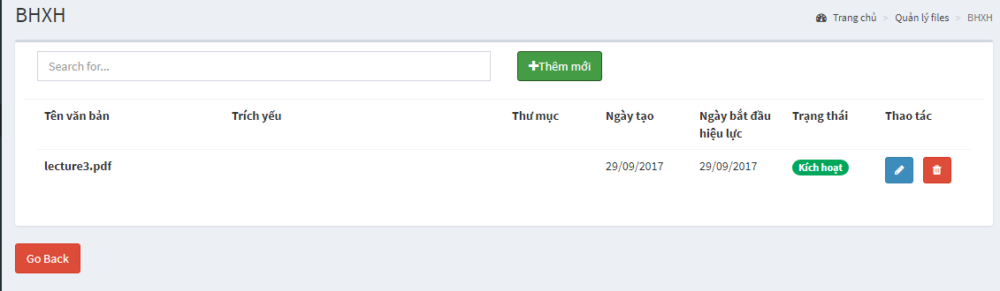 BHXH
Trang chủ > Quản lý files > BHXH
Search for...
Thêm mới
Tên văn bản Trích yếu Thư mục Ngày tạo Ngày bắt đầu hiệu lực Trạng thái Thao tác
lecture3.pdf 29/09/2017 29/09/2017 Kích hoạt
Go Back